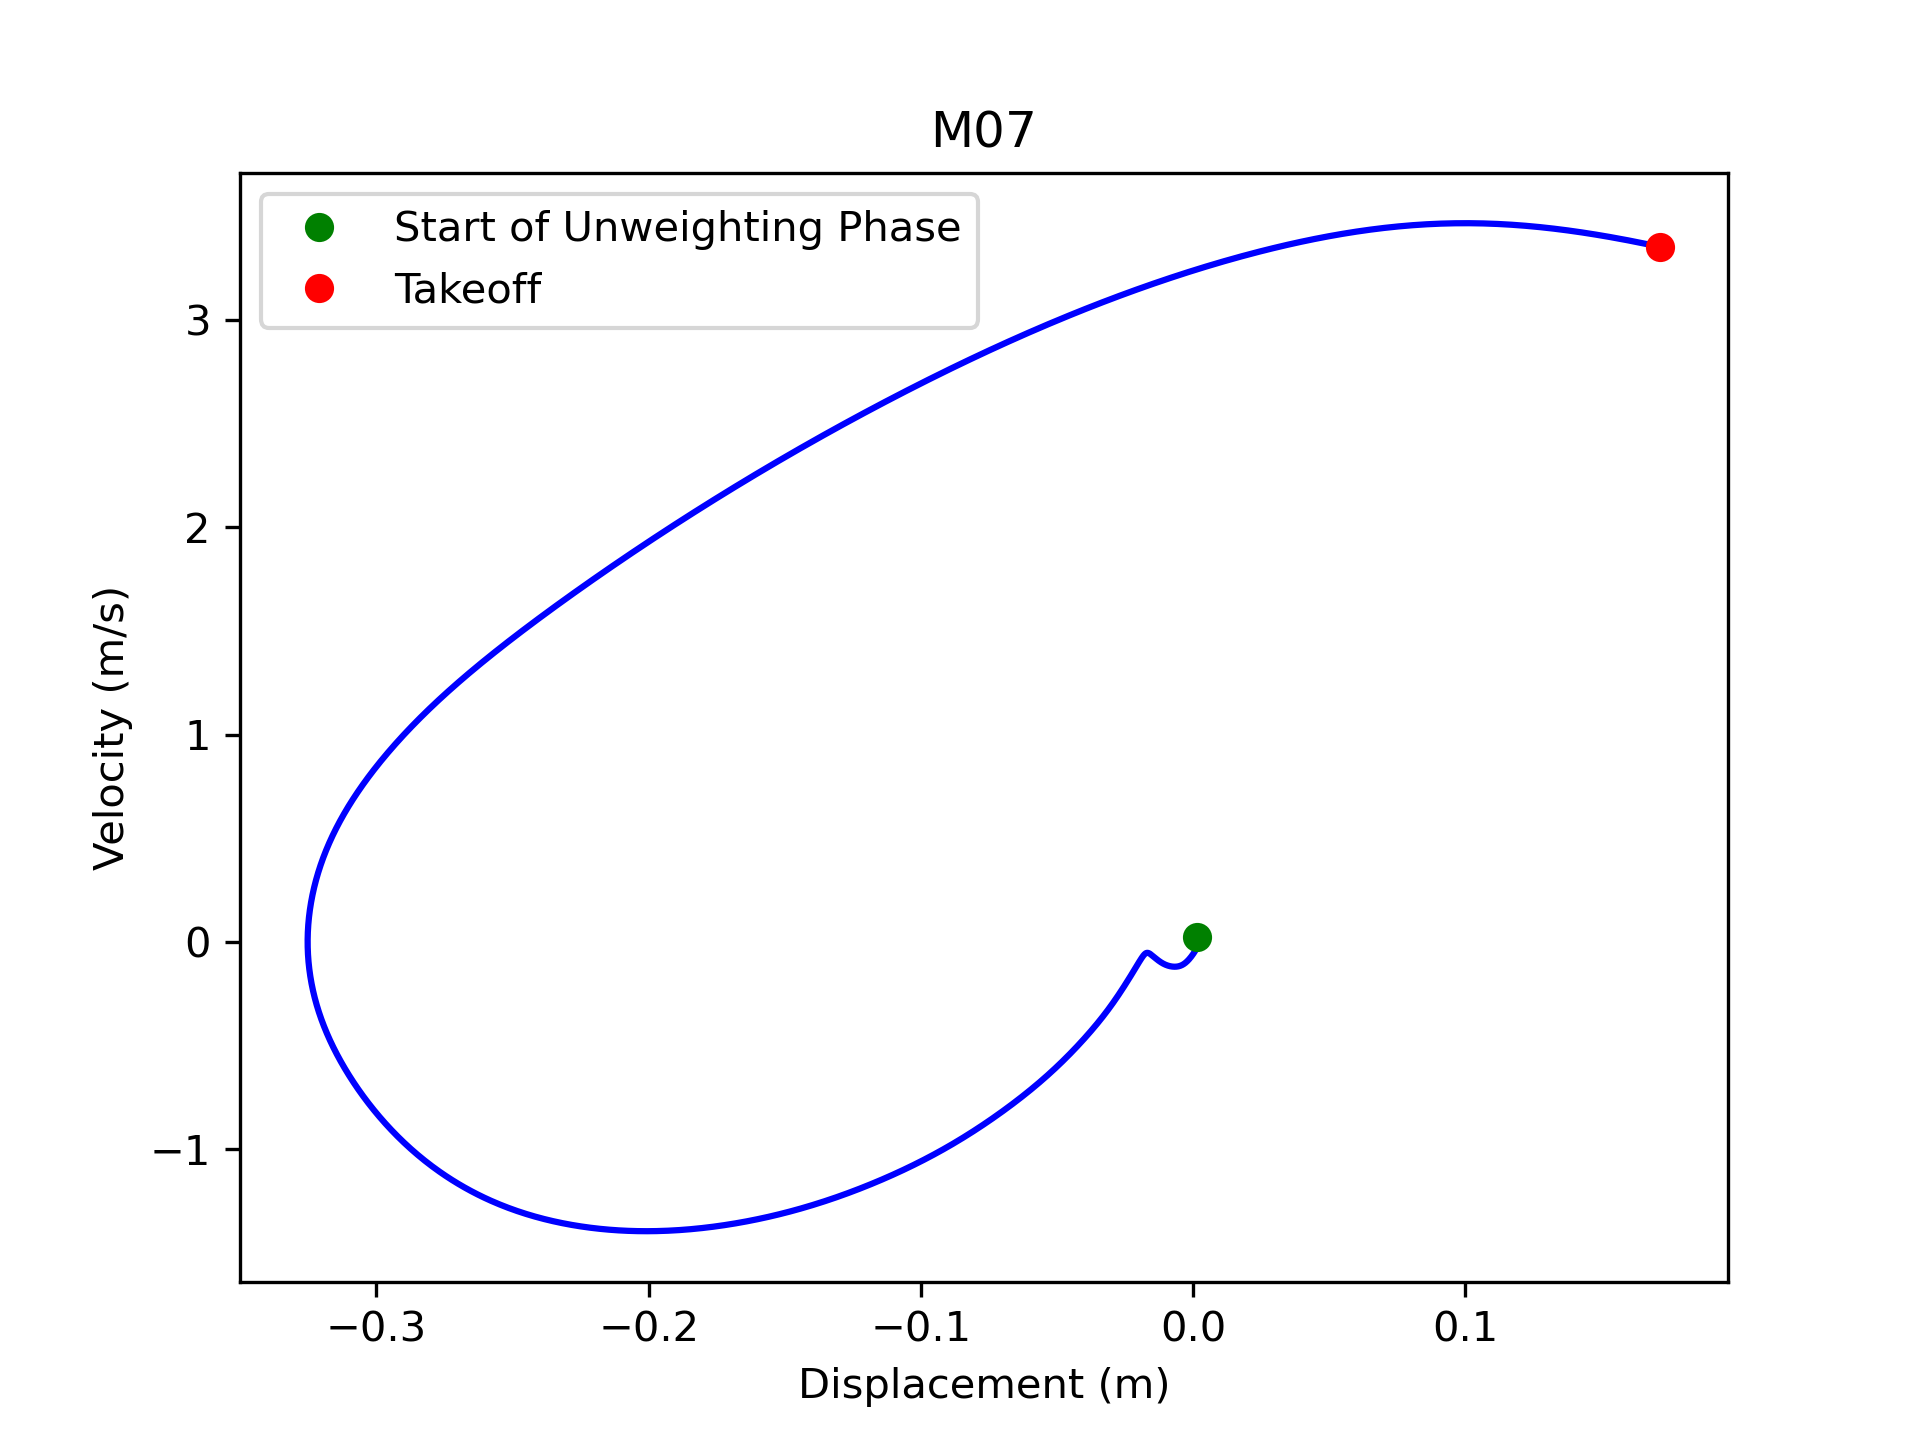 M07
Start of Unweighting Phase
Takeoff
3
2
1
0
−1
Velocity (m/s)
−0.3 −0.2 −0.1 0.0 0.1
Displacement (m)